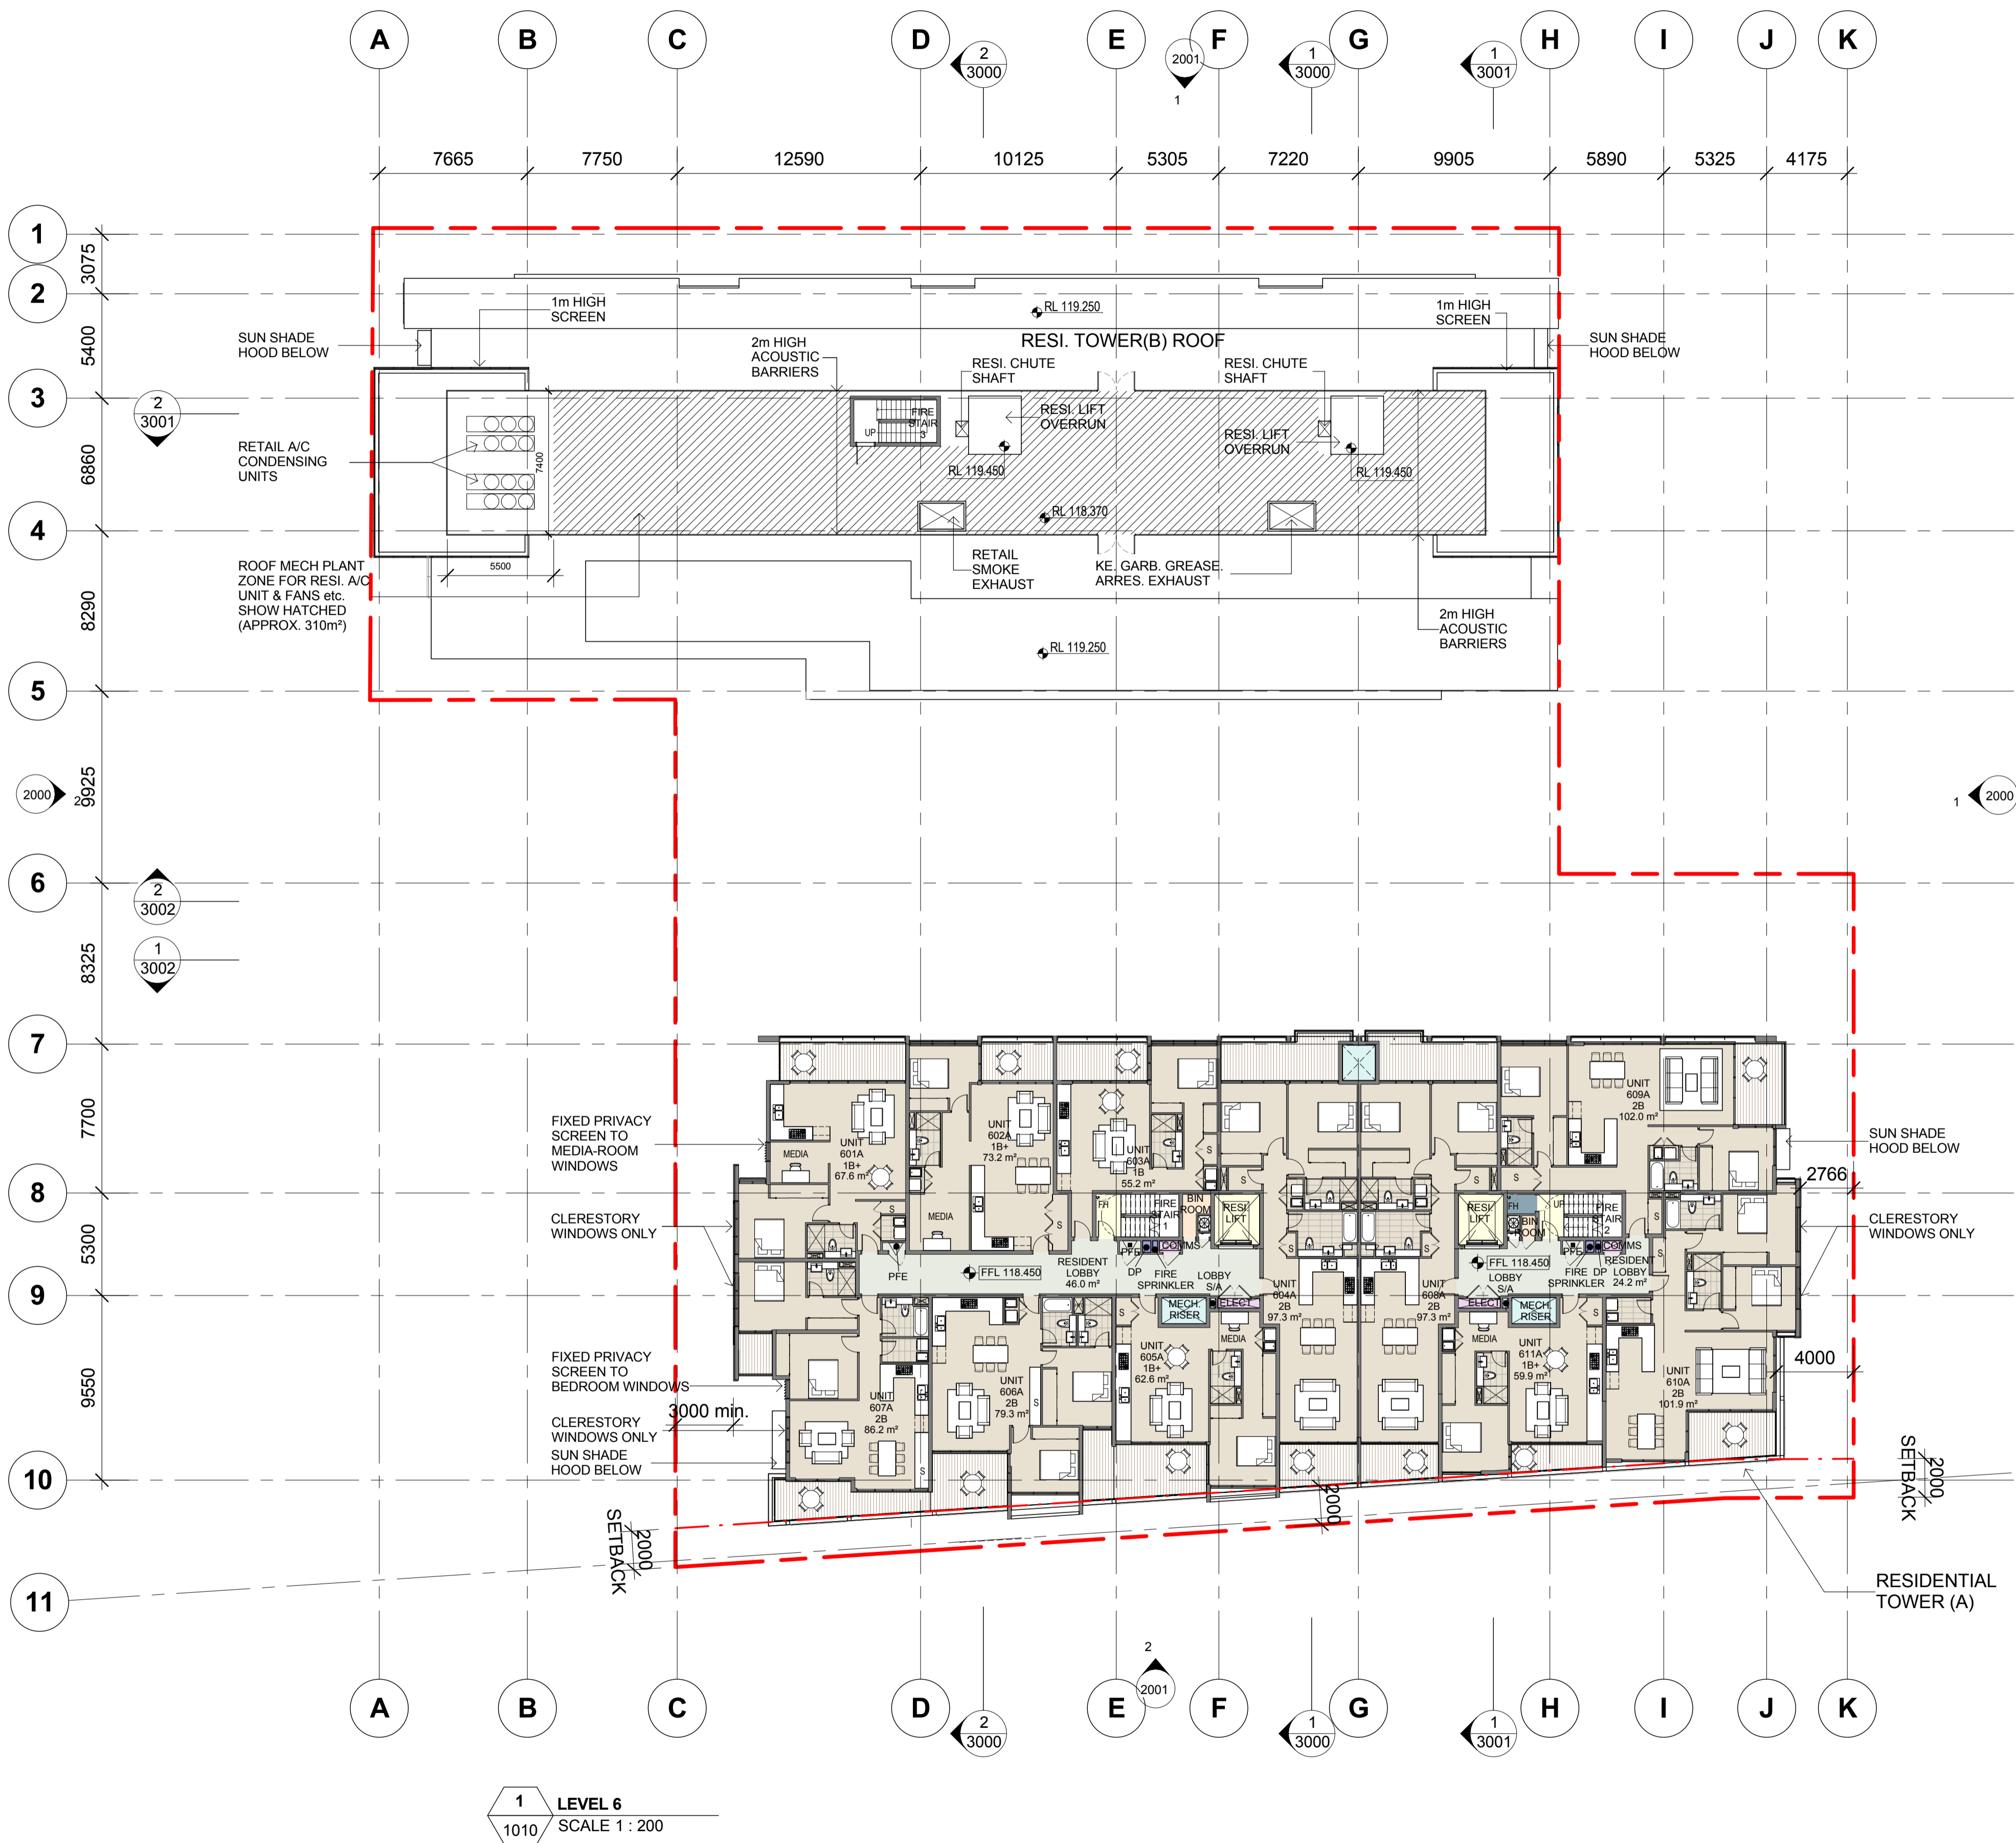 A B C D E F G H I J K
2
3000
2001
1
1
3000
1
3001
7665 7750 12590 10125 5305 7220 9905 5890 5325 4175
1
3075
2
5400
3
6860
4
8290
5
9925
6
8325
7
7700
8
5300
9
9550
10
11
2
3001
2000
2
1
2000
2
3002
1
3002
1m HIGH
SCREEN
SUN SHADE
HOOD BELOW
RL 119.250
RESI. TOWER(B) ROOF
2m HIGH
ACOUSTIC
BARRIERS
RESI. CHUTE
SHAFT
RESI. CHUTE
SHAFT
1m HIGH
SCREEN
SUN SHADE
HOOD BELOW
RETAIL A/C
CONDENSING
UNITS
7400
FIRE
STAIR
3
UP
RESI. LIFT
OVERRUN
RL 119.450
RESI. LIFT
OVERRUN
RL 119.450
RL 118.370
ROOF MECH PLANT
ZONE FOR RESI. A/C
UNIT & FANS etc.
SHOW HATCHED
(APPROX. 310m²)
5500
RETAIL
SMOKE
EXHAUST
KE. GARB. GREASE.
ARRES. EXHAUST
2m HIGH
ACOUSTIC
BARRIERS
RL 119.250
FIXED PRIVACY
SCREEN TO
MEDIA-ROOM
WINDOWS
CLERESTORY
WINDOWS ONLY
FIXED PRIVACY
SCREEN TO
BEDROOM WINDOWS
3000 min.
CLERESTORY
WINDOWS ONLY
SUN SHADE
HOOD BELOW
UNIT
601A
1B+
67.6 m²
MEDIA
S
PFE
UNIT
602A
1B+
73.2 m²
MEDIA
S
UNIT
603A
1B
55.2 m²
S
FH
FIRE
STAIR
1
BIN
ROOM
RESI.
LIFT
S
S
S
S
RESI.
LIFT
FH
BIN
ROOM
UP
FIRE
STAIR
2
S
UNIT
609A
2B
102.0 m²
SUN SHADE
HOOD BELOW
2766
CLERESTORY
WINDOWS ONLY
4000
FFL 118.450
RESIDENT
LOBBY
46.0 m²
PFE
COMMS
DP
FIRE
SPRINKLER
LOBBY
S/A
ELECT
MECH.
RISER
UNIT
604A
2B
97.3 m²
UNIT
608A
2B
97.3 m²
FFL 118.450
LOBBY
S/A
PFE
COMMS
FIRE
SPRINKLER
DP
RESIDENT
LOBBY
24.2 m²
S
ELECT
MECH.
RISER
S
UNIT
607A
2B
86.2 m²
S
UNIT
606A
2B
79.3 m²
S
S
UNIT
605A
1B+
62.6 m²
MEDIA
MEDIA
UNIT
611A
1B+
59.9 m²
UNIT
610A
2B
101.9 m²
2000
2000
SETBACK
2000
SETBACK
RESIDENTIAL
TOWER (A)
2
2001
A B C D E F G H I J K
2
3000
1
3000
1
3001
1
1010
LEVEL 6
SCALE 1 : 200